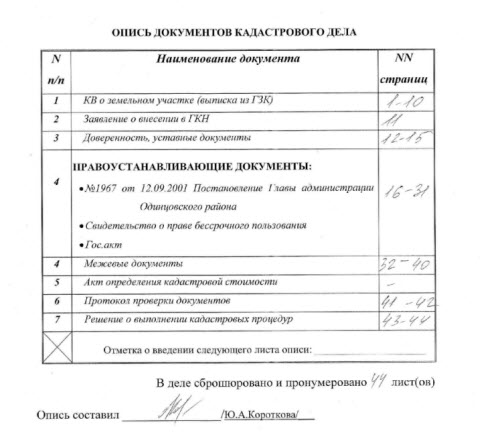 ОПИСЬ ДОКУМЕНТОВ КАДАСТРОВОГО ДЕЛА
N п/п Наименование документа NN страниц
1 КВ о земельном участке (выписка из ГЗК) 1-10
2 Заявление о внесении в ГКН 11
3 Доверенность, уставные документы 12-15
4 ПРАВОУСТАНАВЛИВАЮЩИЕ ДОКУМЕНТЫ: 16-31
•№1967 от 12.09.2001 Постановление Главы администрации
Одинцовского района
•Свидетельство о праве бессрочного пользования
•Гос.акт
4 Межевые документы 32-40
5 Акт определения кадастровой стоимости -
6 Протокол проверки документов 41-42
7 Решение о выполнении кадастровых процедур 43-44
Отметка о введении следующего листа описи:
В деле сброшюровано и пронумеровано 44 лист(ов)
Опись составил /Ю.А.Короткова/